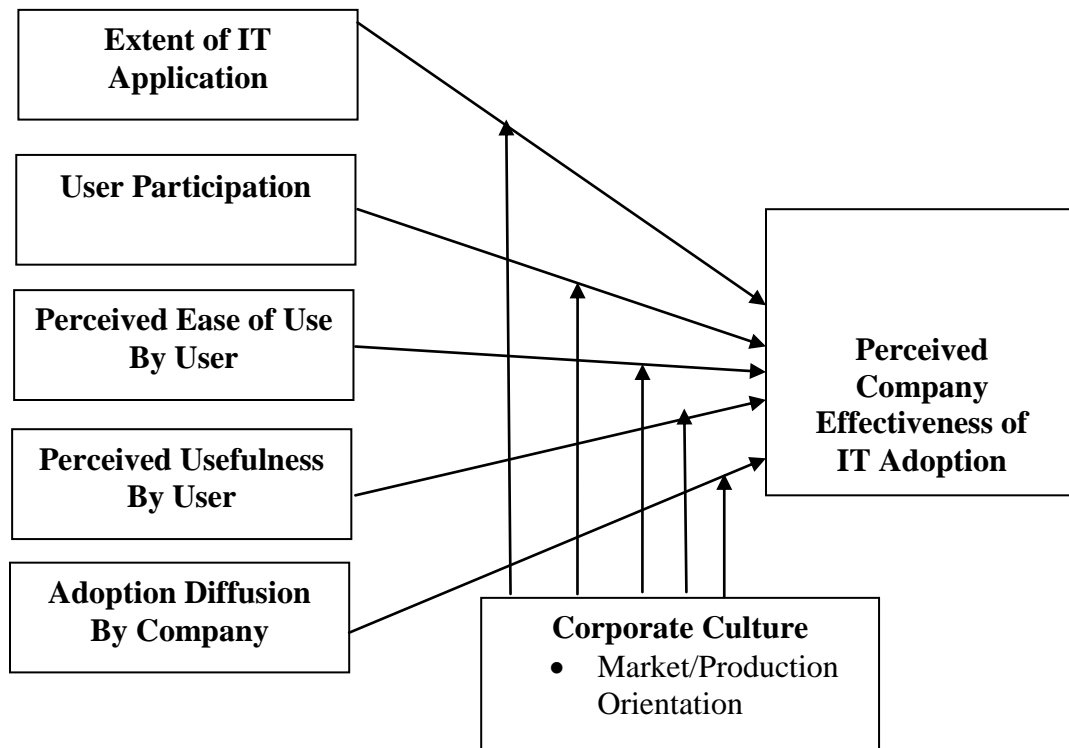 Extent of IT
Application
User Participation
Perceived Ease of Use
By User
Perceived Usefulness
By User
Adoption Diffusion
By Company
Perceived
Company
Effectiveness of
IT Adoption
Corporate Culture
• Market/Production
Orientation